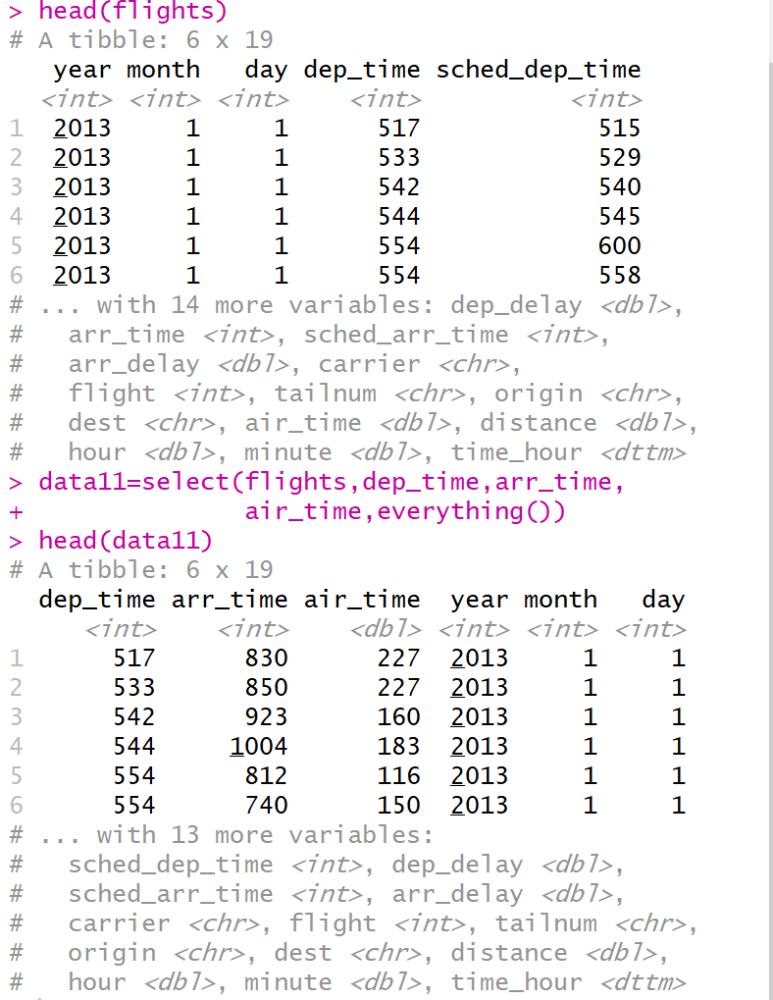 > head(flights)
# A tibble: 6 x 19
   year month   day dep_time sched_dep_time
  <int> <int> <int>    <int>          <int>
1  2013     1     1      517            515
2  2013     1     1      533            529
3  2013     1     1      542            540
4  2013     1     1      544            545
5  2013     1     1      554            600
6  2013     1     1      554            558
# ... with 14 more variables: dep_delay <dbl>,
#   arr_time <int>, sched_arr_time <int>,
#   arr_delay <dbl>, carrier <chr>,
#   flight <int>, tailnum <chr>, origin <chr>,
#   dest <chr>, air_time <dbl>, distance <dbl>,
#   hour <dbl>, minute <dbl>, time_hour <dttm>
> data11=select(flights,dep_time,arr_time,
+               air_time,everything())
> head(data11)
# A tibble: 6 x 19
  dep_time arr_time air_time  year month   day
     <int>    <int>    <dbl> <int> <int> <int>
1      517      830      227  2013     1     1
2      533      850      227  2013     1     1
3      542      923      160  2013     1     1
4      544     1004      183  2013     1     1
5      554      812      116  2013     1     1
6      554      740      150  2013     1     1
# ... with 13 more variables:
#   sched_dep_time <int>, dep_delay <dbl>,
#   sched_arr_time <int>, arr_delay <dbl>,
#   carrier <chr>, flight <int>, tailnum <chr>,
#   origin <chr>, dest <chr>, distance <dbl>,
#   hour <dbl>, minute <dbl>, time_hour <dttm>